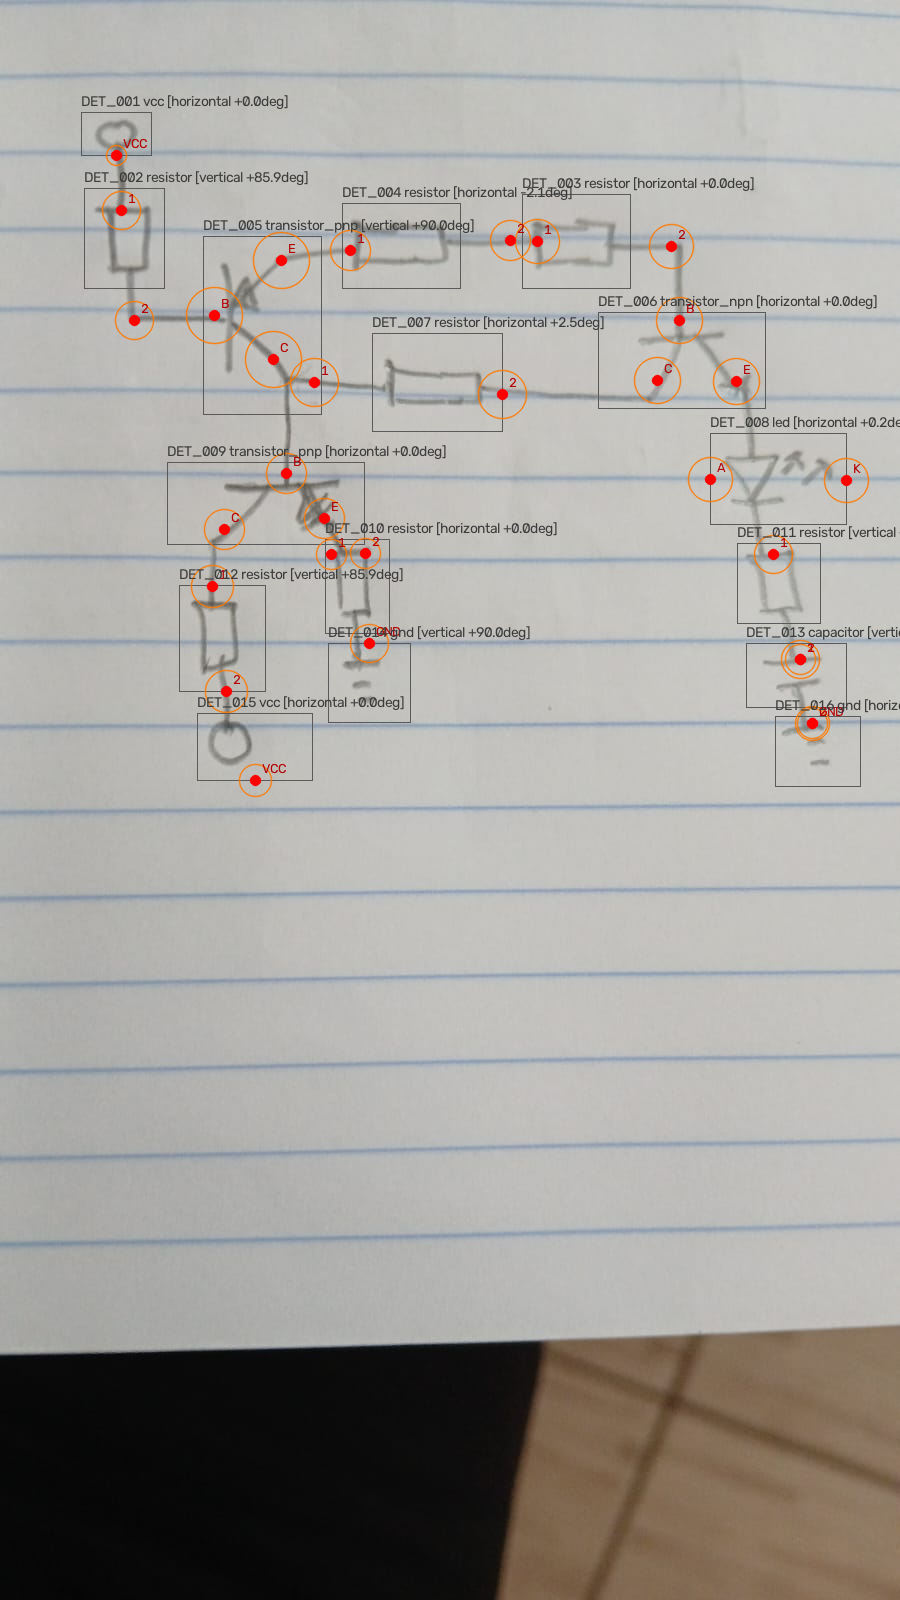 DET_001 vcc [horizontal +0.0deg]
VCC
DET_002 resistor [vertical +85.9deg]
1
2
DET_004 resistor [horizontal -2.1deg]
1
2
DET_003 resistor [horizontal +0.0deg]
1
2
DET_005 transistor_pnp [vertical +90.0deg]
E
B
C
DET_006 transistor_npn [horizontal +0.0deg]
B
C
E
DET_007 resistor [horizontal +2.5deg]
1
2
DET_008 led [horizontal +0.2de
A
K
DET_009 transistor_pnp [horizontal +0.0deg]
B
C
E
DET_010 resistor [horizontal +0.0deg]
1
2
DET_011 resistor [vertical
1
DET_012 resistor [vertical +85.9deg]
2
DET_014 gnd [vertical +90.0deg]
GND
DET_013 capacitor [vertic
DET_015 vcc [horizontal +0.0deg]
VCC
DET_016 gnd [horizo
GND